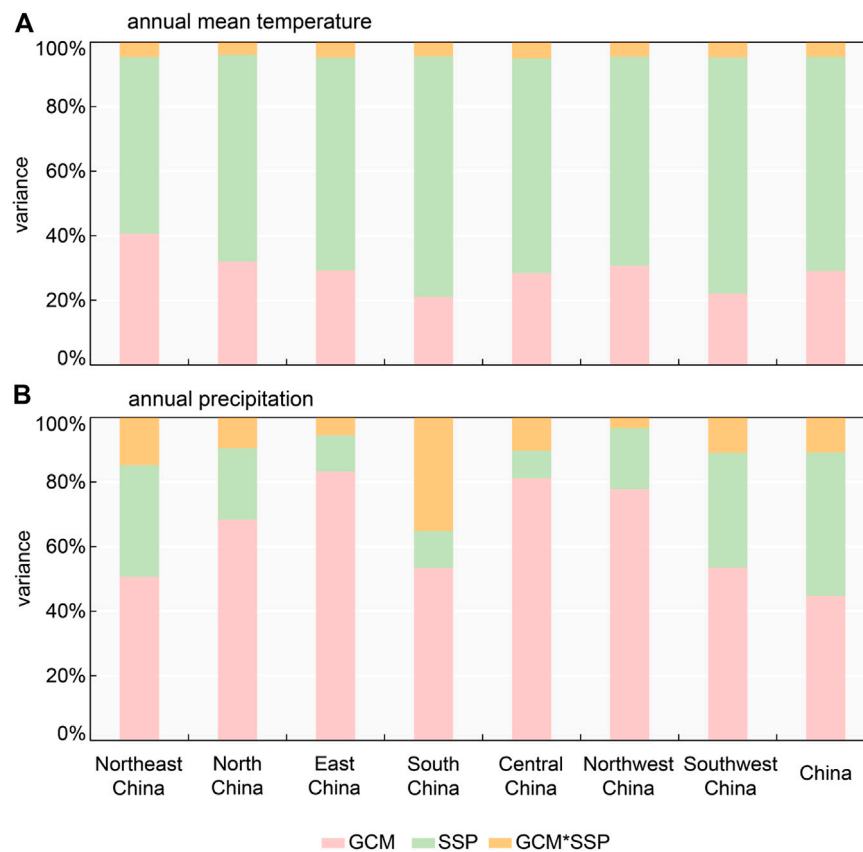 A
annual mean temperature
100%
80%
60%
40%
20%
0%
variance
B
annual precipitation
100%
80%
60%
40%
20%
0%
variance
Northeast
China
North
China
East
China
South
China
Central
China
Northwest
China
Southwest
China
China
GCM
SSP
GCM*SSP